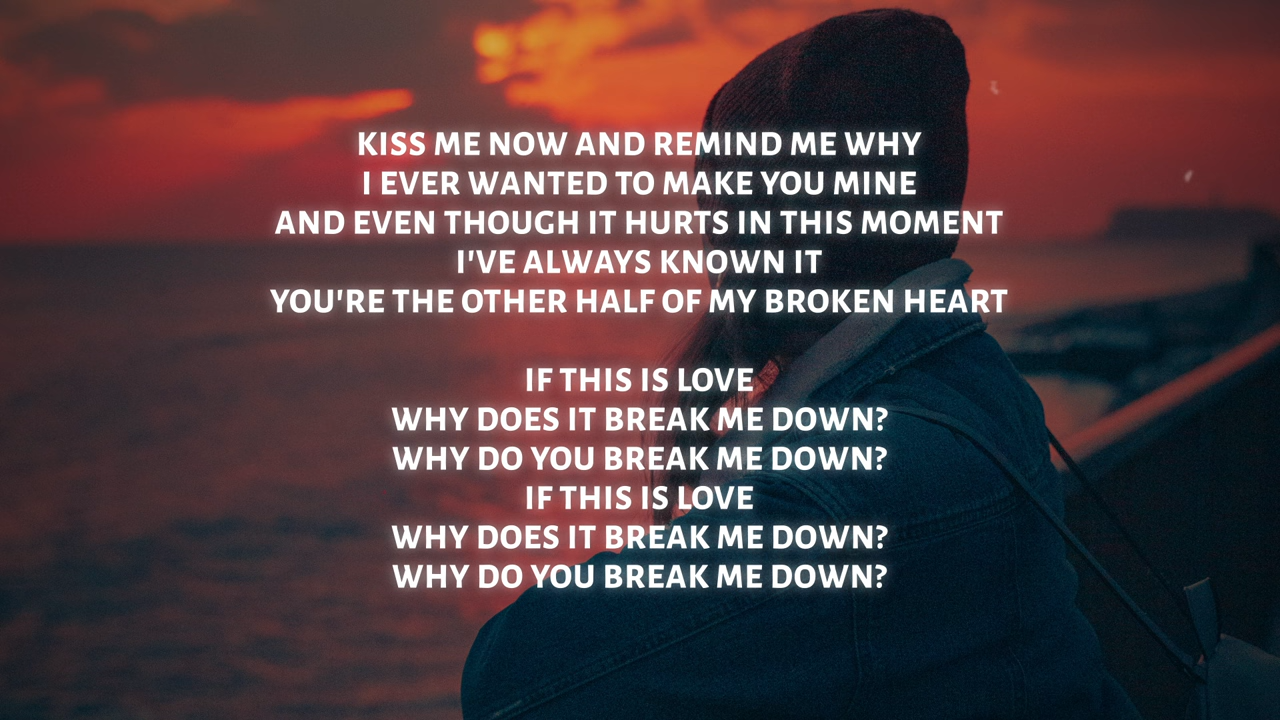 KISS ME NOW AND REMIND ME WHY
I EVER WANTED TO MAKE YOU MINE
AND EVEN THOUGH IT HURTS IN THIS MOMENT
I'VE ALWAYS KNOWN IT
YOU'RE THE OTHER HALF OF MY BROKEN HEART

IF THIS IS LOVE
WHY DOES IT BREAK ME DOWN?
WHY DO YOU BREAK ME DOWN?
IF THIS IS LOVE
WHY DOES IT BREAK ME DOWN?
WHY DO YOU BREAK ME DOWN?